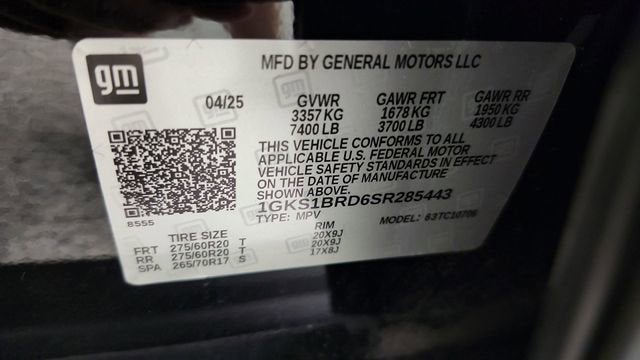 gm
MFD BY GENERAL MOTORS LLC
04/25 GVWR GAWR FRT GAWR RR
3357 KG 1678 KG 1950 KG
7400 LB 3700 LB 4300 LB
THIS VEHICLE CONFORMS TO ALL
APPLICABLE U.S. FEDERAL MOTOR
VEHICLE SAFETY STANDARDS IN EFFECT
ON THE DATE OF MANUFACTURE
SHOWN ABOVE.
1GKS1BRD6SR285443
TYPE: MPV MODEL: 63TC10706
8555
TIRE SIZE RIM
FRT 275/60R20 T 20X9J
RR 275/60R20 T 20X9J
SPA 265/70R17 S 17X8J